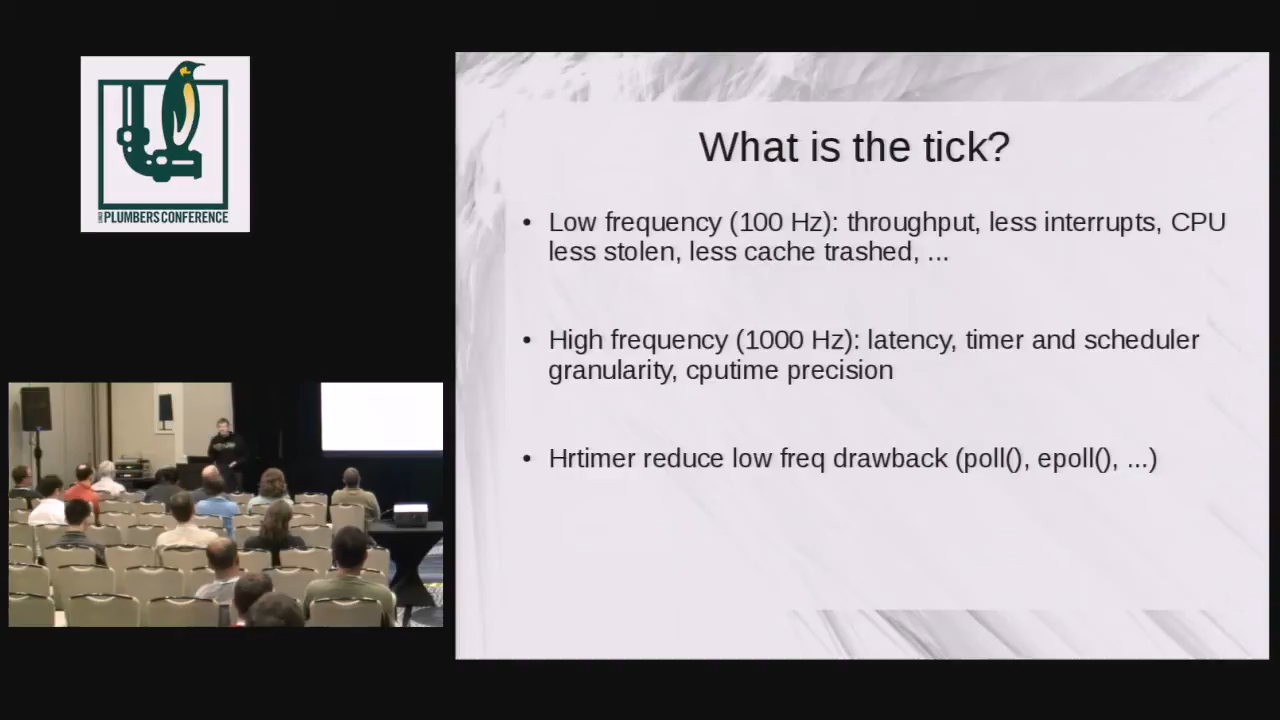 PLUMBERS CONFERENCE
What is the tick?
• Low frequency (100 Hz): throughput, less interrupts, CPU
less stolen, less cache trashed, ...
• High frequency (1000 Hz): latency, timer and scheduler
granularity, cputime precision
• Hrtimer reduce low freq drawback (poll(), epoll(), ...)